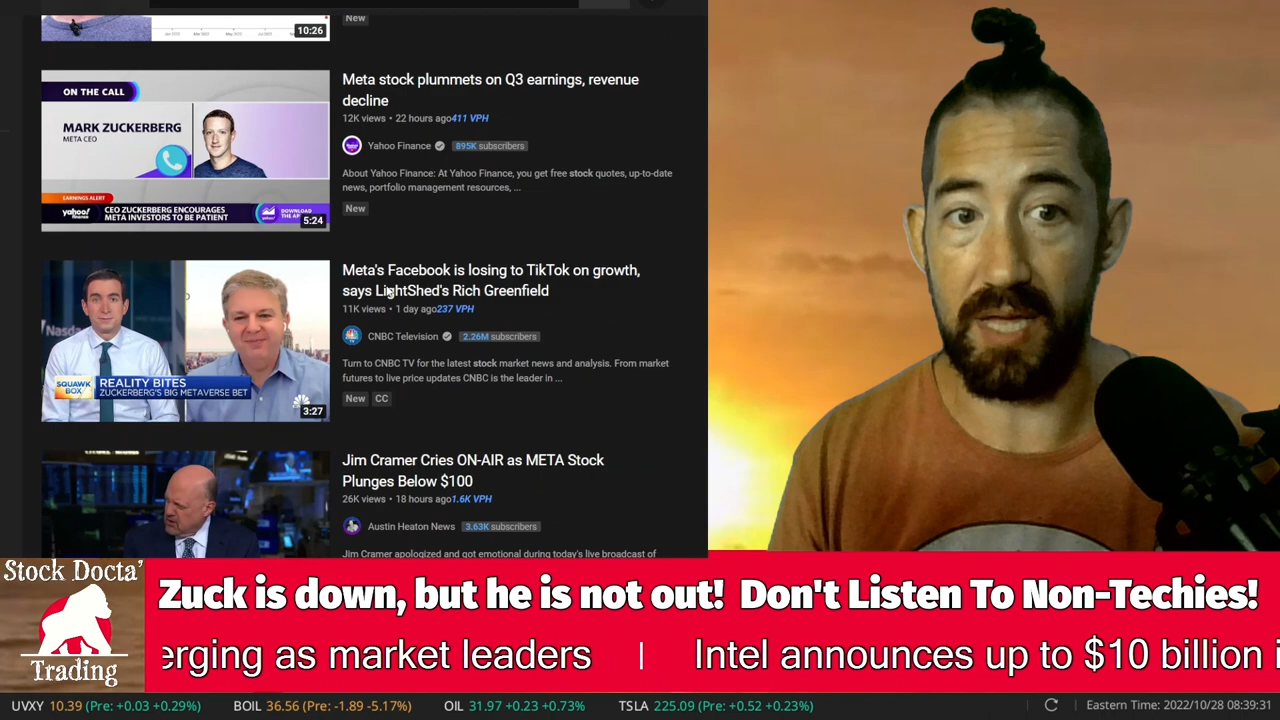 10:26
New
ON THE CALL
MARK ZUCKERBERG
META CEO
EARNINGS ALERT
yahoo!
finance
CEO ZUCKERBERG ENCOURAGES
META INVESTORS TO BE PATIENT
DOWNLOAD
THE AP
5:24
Meta stock plummets on Q3 earnings, revenue
decline
12K views • 22 hours ago411 VPH
Yahoo Finance 895K subscribers
About Yahoo Finance: At Yahoo Finance, you get free stock quotes, up-to-date
news, portfolio management resources, ...
New
Nasd
SQUAWK
BOX
REALITY BITES
ZUCKERBERG'S BIG METAVERSE BET
3:27
Meta's Facebook is losing to TikTok on growth,
says LightShed's Rich Greenfield
11K views • 1 day ago237 VPH
CNBC Television 2.26M subscribers
Turn to CNBC TV for the latest stock market news and analysis. From market
futures to live price updates CNBC is the leader in ...
New CC
Jim Cramer Cries ON-AIR as META Stock
Plunges Below $100
26K views • 18 hours ago1.6K VPH
Austin Heaton News 3.63K subscribers
Jim Cramer apologized and got emotional during today's live broadcast of
Stock Docta'
Trading
Zuck is down, but he is not out! Don't Listen To Non-Techies!
erging as market leaders | Intel announces up to $10 billion i
UVXY 10.39 (Pre: +0.03 +0.29%) BOIL 36.56 (Pre: -1.89 -5.17%) OIL 31.97 +0.23 +0.73% TSLA 225.09 (Pre: +0.52 +0.23%) Eastern Time: 2022/10/28 08:39:31